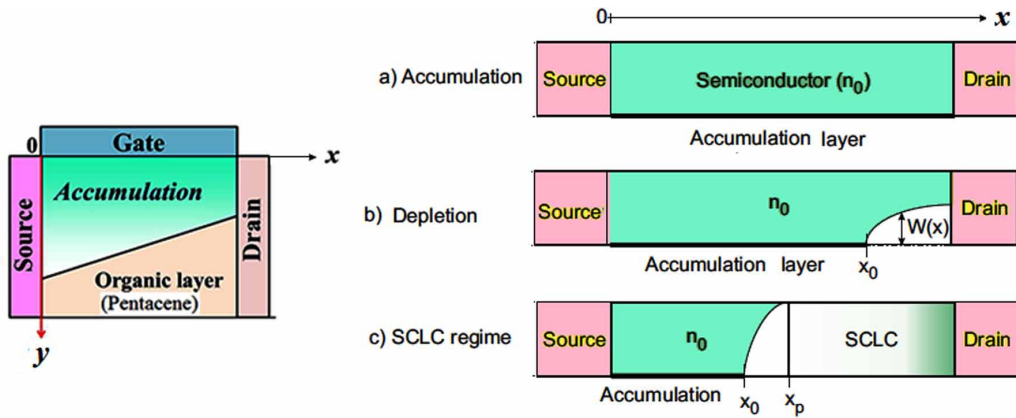 0
Gate
x
Accumulation
Source
Drain
Organic layer
(Pentacene)
y
0
x
a) Accumulation
Source
Semiconductor (n0)
Drain
Accumulation layer
b) Depletion
Source
n0
W(x)
Drain
Accumulation layer
x0
c) SCLC regime
Source
n0
SCLC
Drain
Accumulation
x0
xp